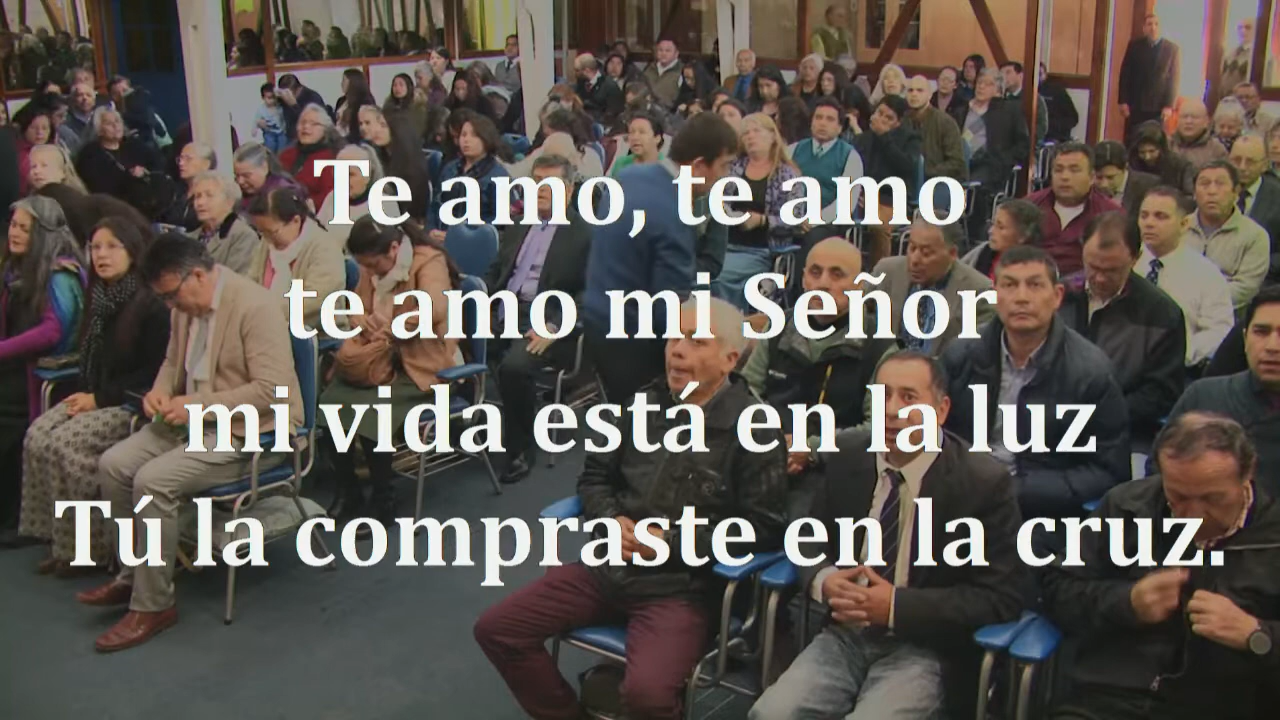 Te amo, te amo
te amo mi Señor
mi vida está en la luz
Tú la compraste en la cruz.